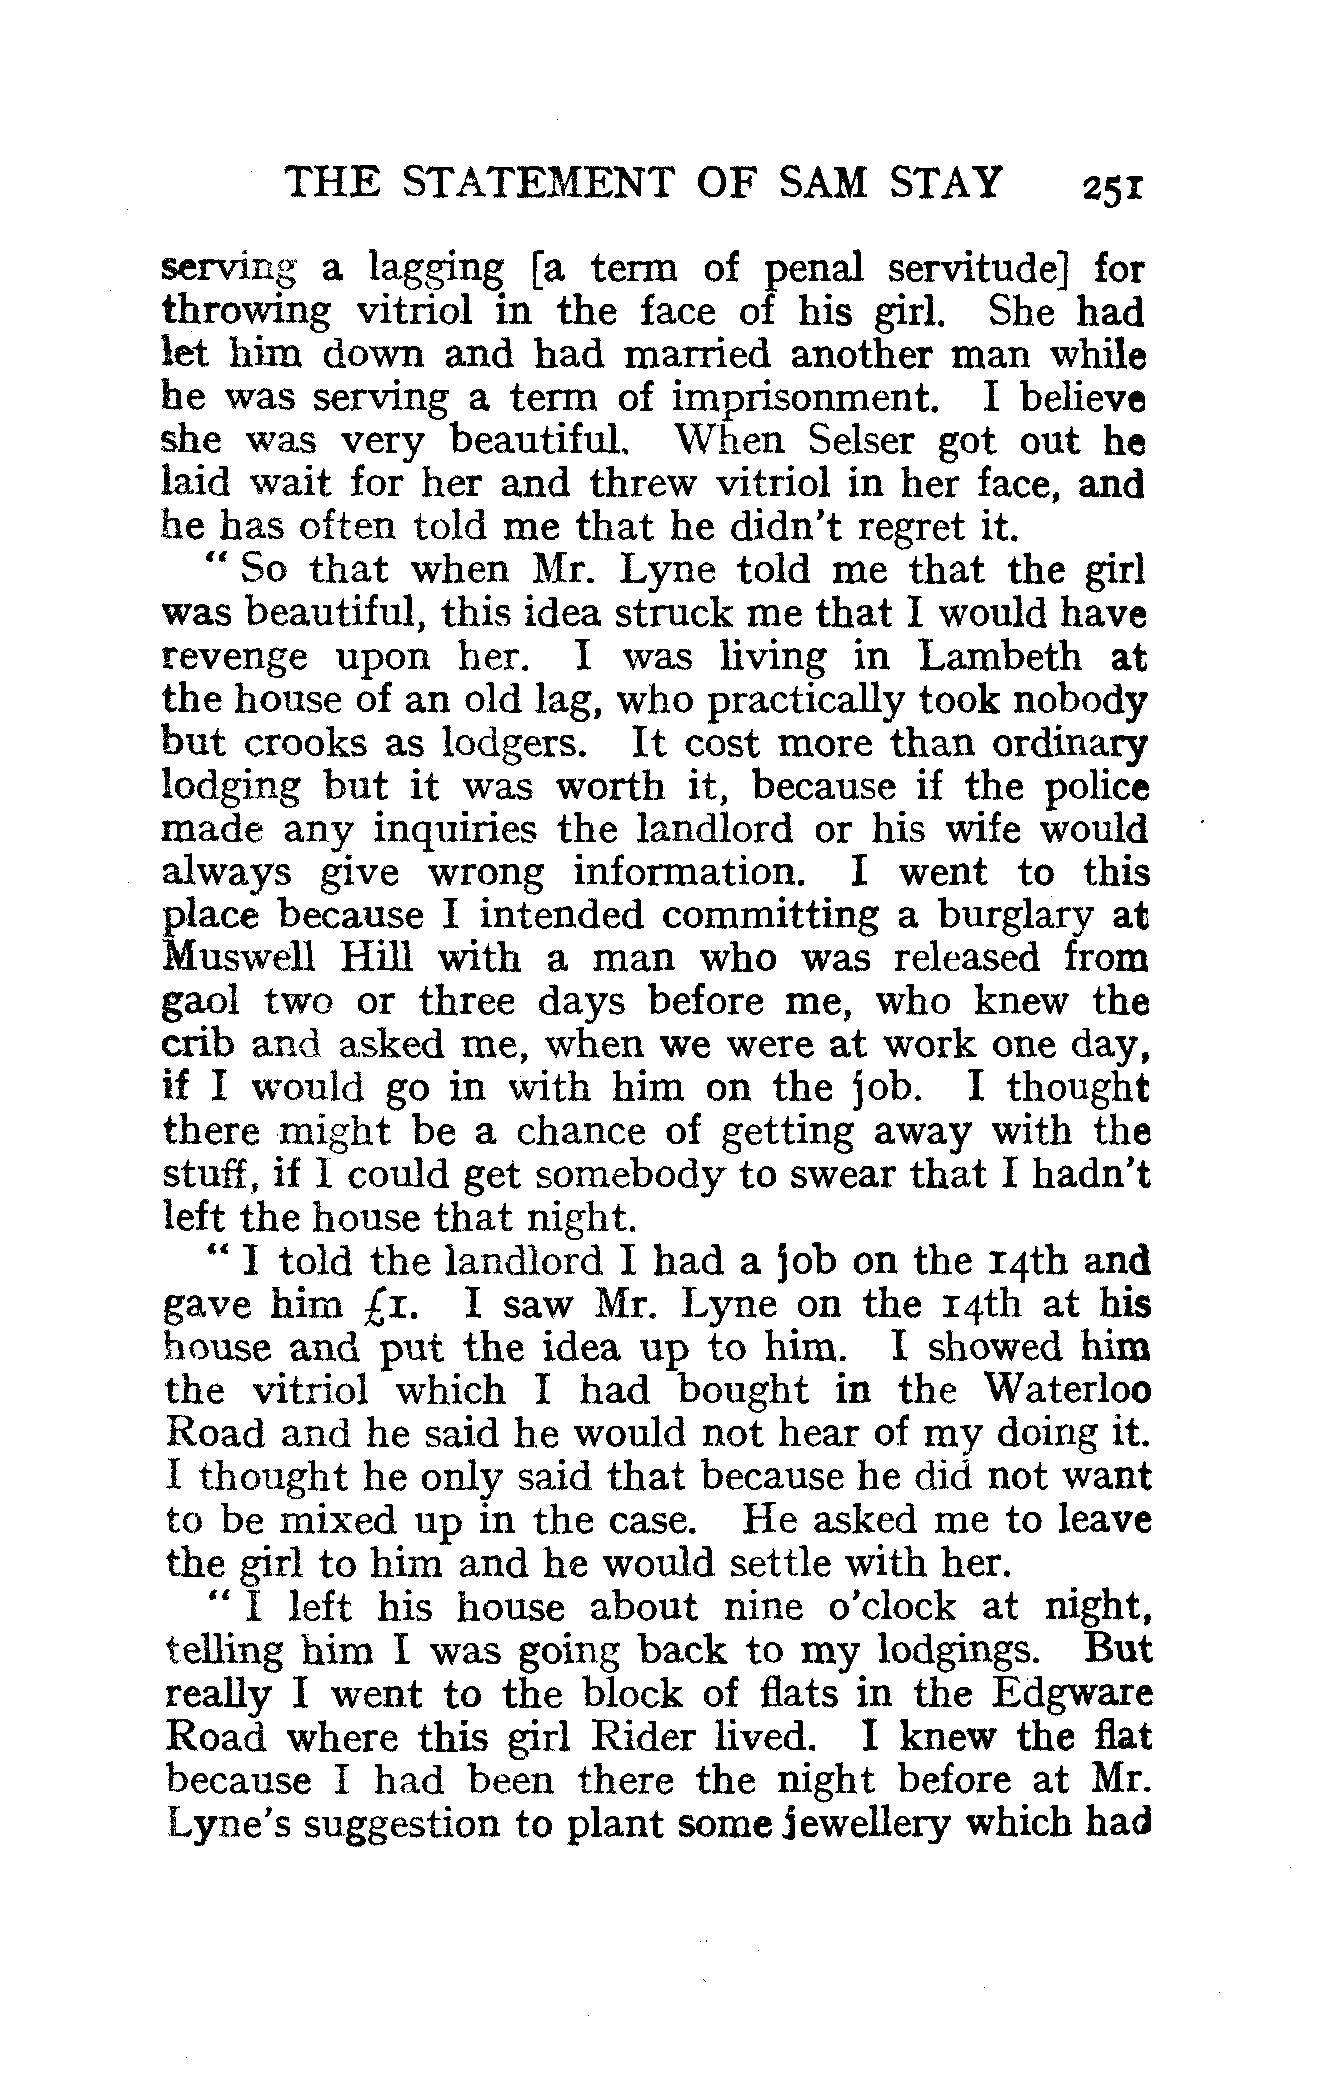 THE STATEMENT OF SAM STAY 251
serving a lagging [a term of penal servitude] for
throwing vitriol in the face of his girl. She had
let him down and had married another man while
he was serving a term of imprisonment. I believe
she was very beautiful. When Selser got out he
laid wait for her and threw vitriol in her face, and
he has often told me that he didn't regret it.
“ So that when Mr. Lyne told me that the girl
was beautiful, this idea struck me that I would have
revenge upon her. I was living in Lambeth at
the house of an old lag, who practically took nobody
but crooks as lodgers. It cost more than ordinary
lodging but it was worth it, because if the police
made any inquiries the landlord or his wife would
always give wrong information. I went to this
place because I intended committing a burglary at
Muswell Hill with a man who was released from
gaol two or three days before me, who knew the
crib and asked me, when we were at work one day,
if I would go in with him on the job. I thought
there might be a chance of getting away with the
stuff, if I could get somebody to swear that I hadn't
left the house that night.
“ I told the landlord I had a job on the 14th and
gave him £1. I saw Mr. Lyne on the 14th at his
house and put the idea up to him. I showed him
the vitriol which I had bought in the Waterloo
Road and he said he would not hear of my doing it.
I thought he only said that because he did not want
to be mixed up in the case. He asked me to leave
the girl to him and he would settle with her.
“ I left his house about nine o'clock at night,
telling him I was going back to my lodgings. But
really I went to the block of flats in the Edgware
Road where this girl Rider lived. I knew the flat
because I had been there the night before at Mr.
Lyne's suggestion to plant some jewellery which had